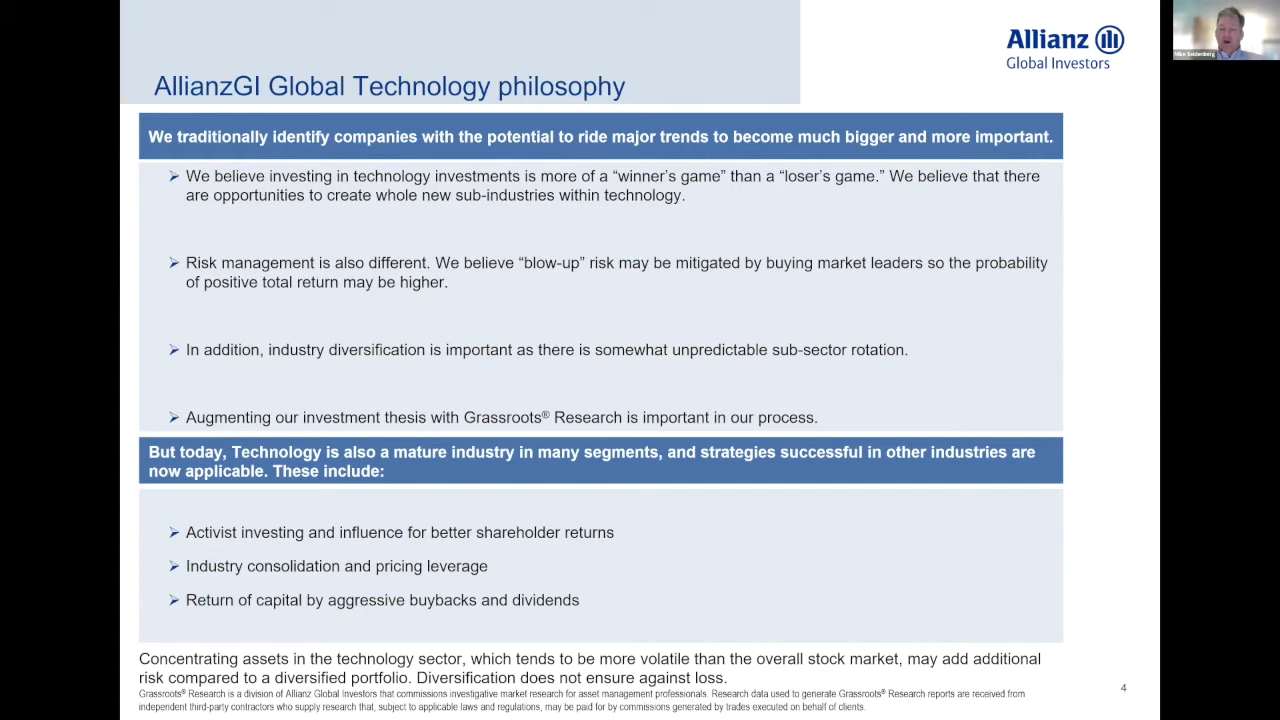 Allianz
Global Investors
Mike Seidenberg
AllianzGI Global Technology philosophy
We traditionally identify companies with the potential to ride major trends to become much bigger and more important.
➢ We believe investing in technology investments is more of a “winner’s game” than a “loser’s game.” We believe that there
are opportunities to create whole new sub-industries within technology.
➢ Risk management is also different. We believe “blow-up” risk may be mitigated by buying market leaders so the probability
of positive total return may be higher.
➢ In addition, industry diversification is important as there is somewhat unpredictable sub-sector rotation.
➢ Augmenting our investment thesis with Grassroots® Research is important in our process.
But today, Technology is also a mature industry in many segments, and strategies successful in other industries are
now applicable. These include:
➢ Activist investing and influence for better shareholder returns
➢ Industry consolidation and pricing leverage
➢ Return of capital by aggressive buybacks and dividends
Concentrating assets in the technology sector, which tends to be more volatile than the overall stock market, may add additional
risk compared to a diversified portfolio. Diversification does not ensure against loss.
Grassroots® Research is a division of Allianz Global Investors that commissions investigative market research for asset management professionals. Research data used to generate Grassroots® Research reports are received from
independent third-party contractors who supply research that, subject to applicable laws and regulations, may be paid for by commissions generated by trades executed on behalf of clients.
4